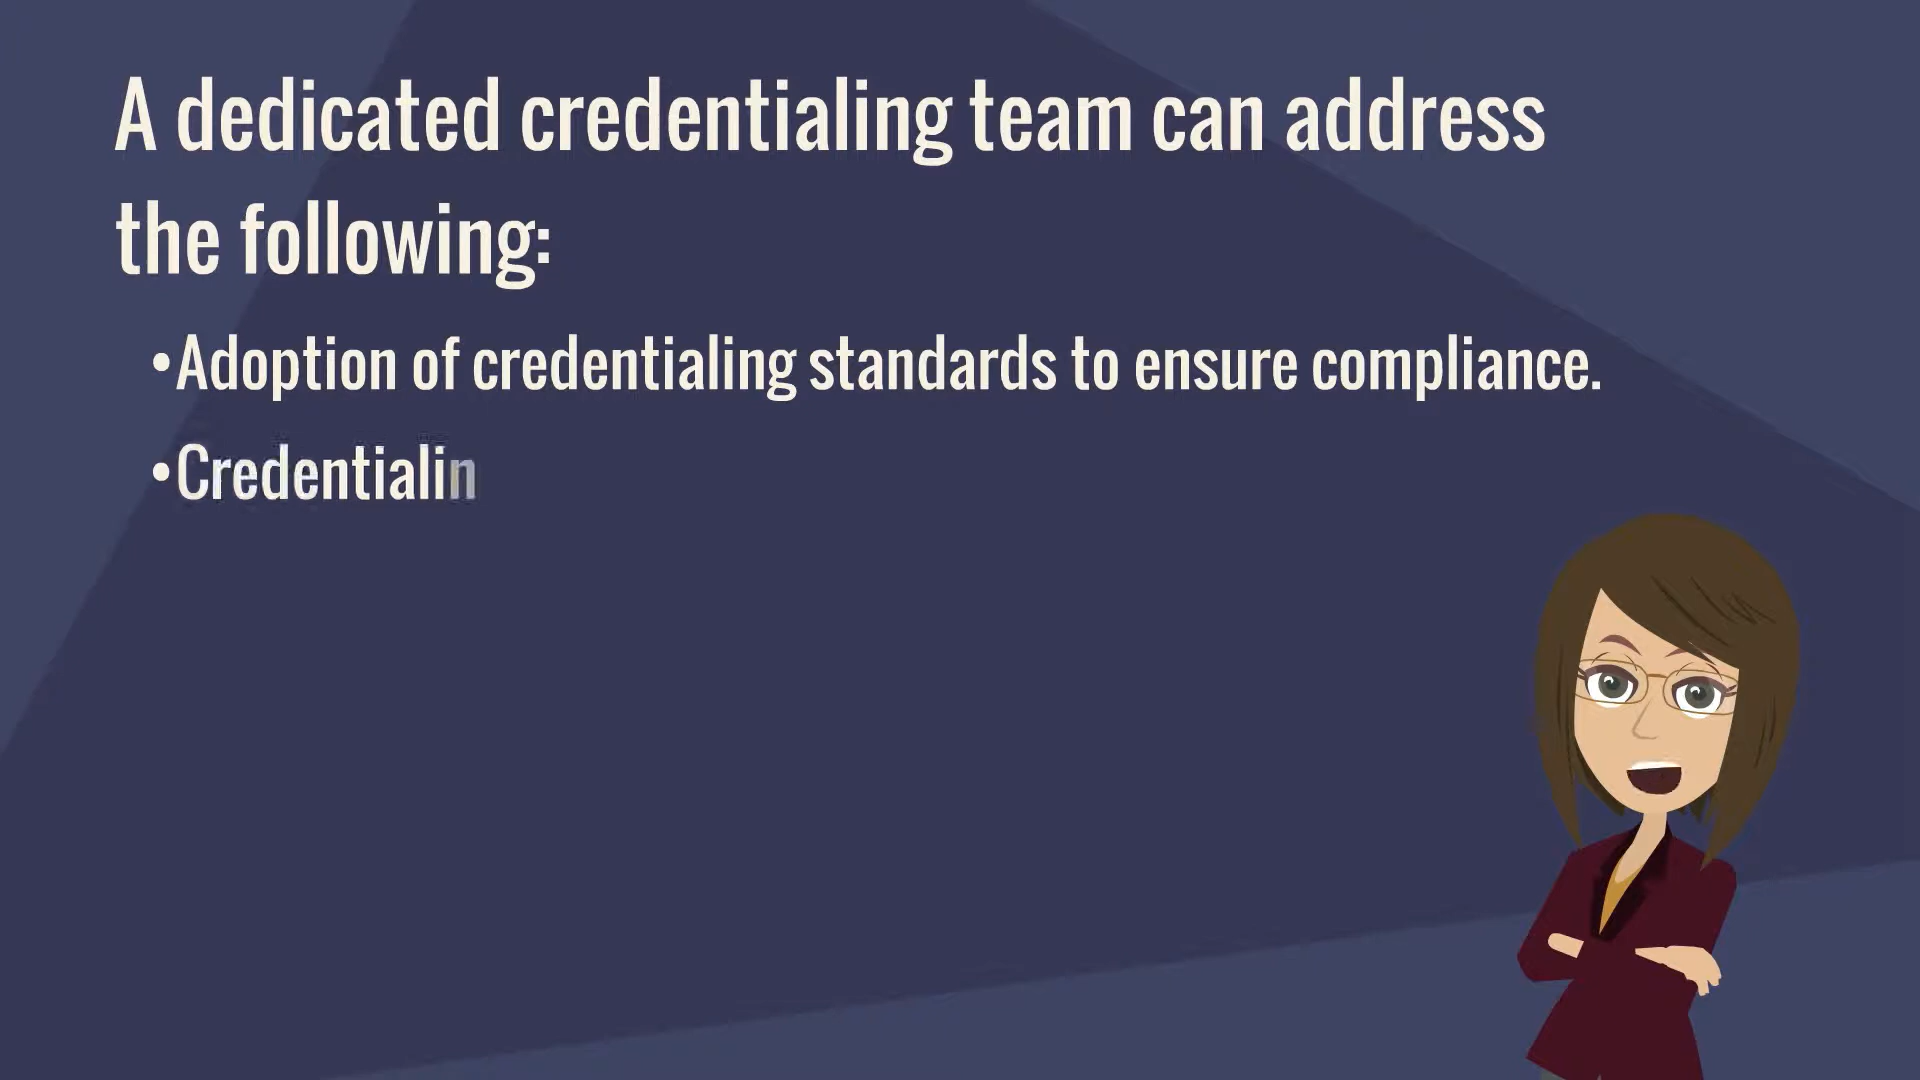 A dedicated credentialing team can address
the following:
•Adoption of credentialing standards to ensure compliance.
•Credentialin